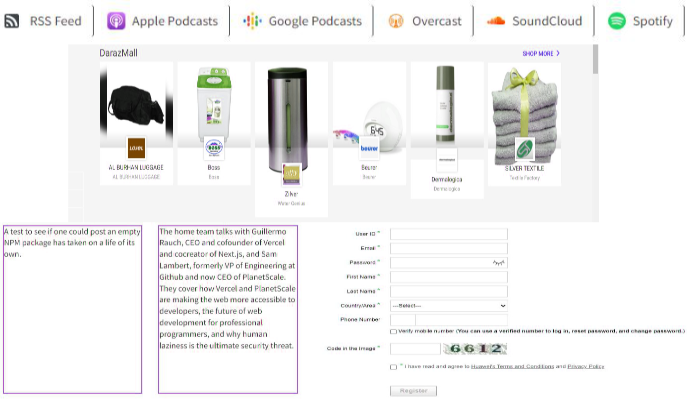 RSS Feed
Apple Podcasts
Google Podcasts
Overcast
SoundCloud
Spotify
DarazMall
SHOP MORE
AL BURHAN LUGGAGE
AL BURHAN LUGGAGE
BOSS
Boss
Boss
Zilver
beurer
Beurer
Beurer
Dermalogica
Dermalogica
SILVER TEXTILE
Textile Factory
A test to see if one could post an empty
NPM package has taken on a life of its
own.
The home team talks with Guillermo
Rauch, CEO and cofounder of Vercel
and cocreator of Next.js, and Sam
Lambert, formerly VP of Engineering at
Github and now CEO of PlanetScale.
They cover how Vercel and PlanetScale
are making the web more accessible to
developers, the future of web
development for professional
programmers, and why human
laziness is the ultimate security threat.
User ID *
Email *
Password *
First Name *
Last Name *
Country/Area *
---Select---
Phone Number
Verify mobile number (You can use a verified number to log in, reset password, and change password.)
Code in the Image *
6612
* I have read and agree to Huawei's Terms and Conditions and Privacy Policy
Register